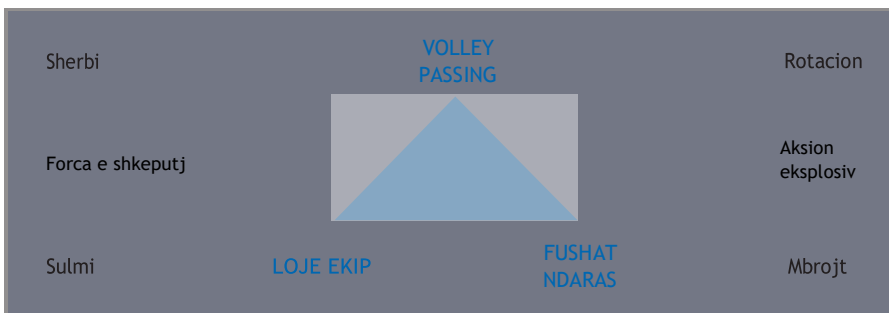 Sherbi
VOLLEY
PASSING
Rotacion
Forca e shkeputj
Aksion
eksplosiv
Sulmi
LOJE EKIP
FUSHAT
NDARAS
Mbrojt